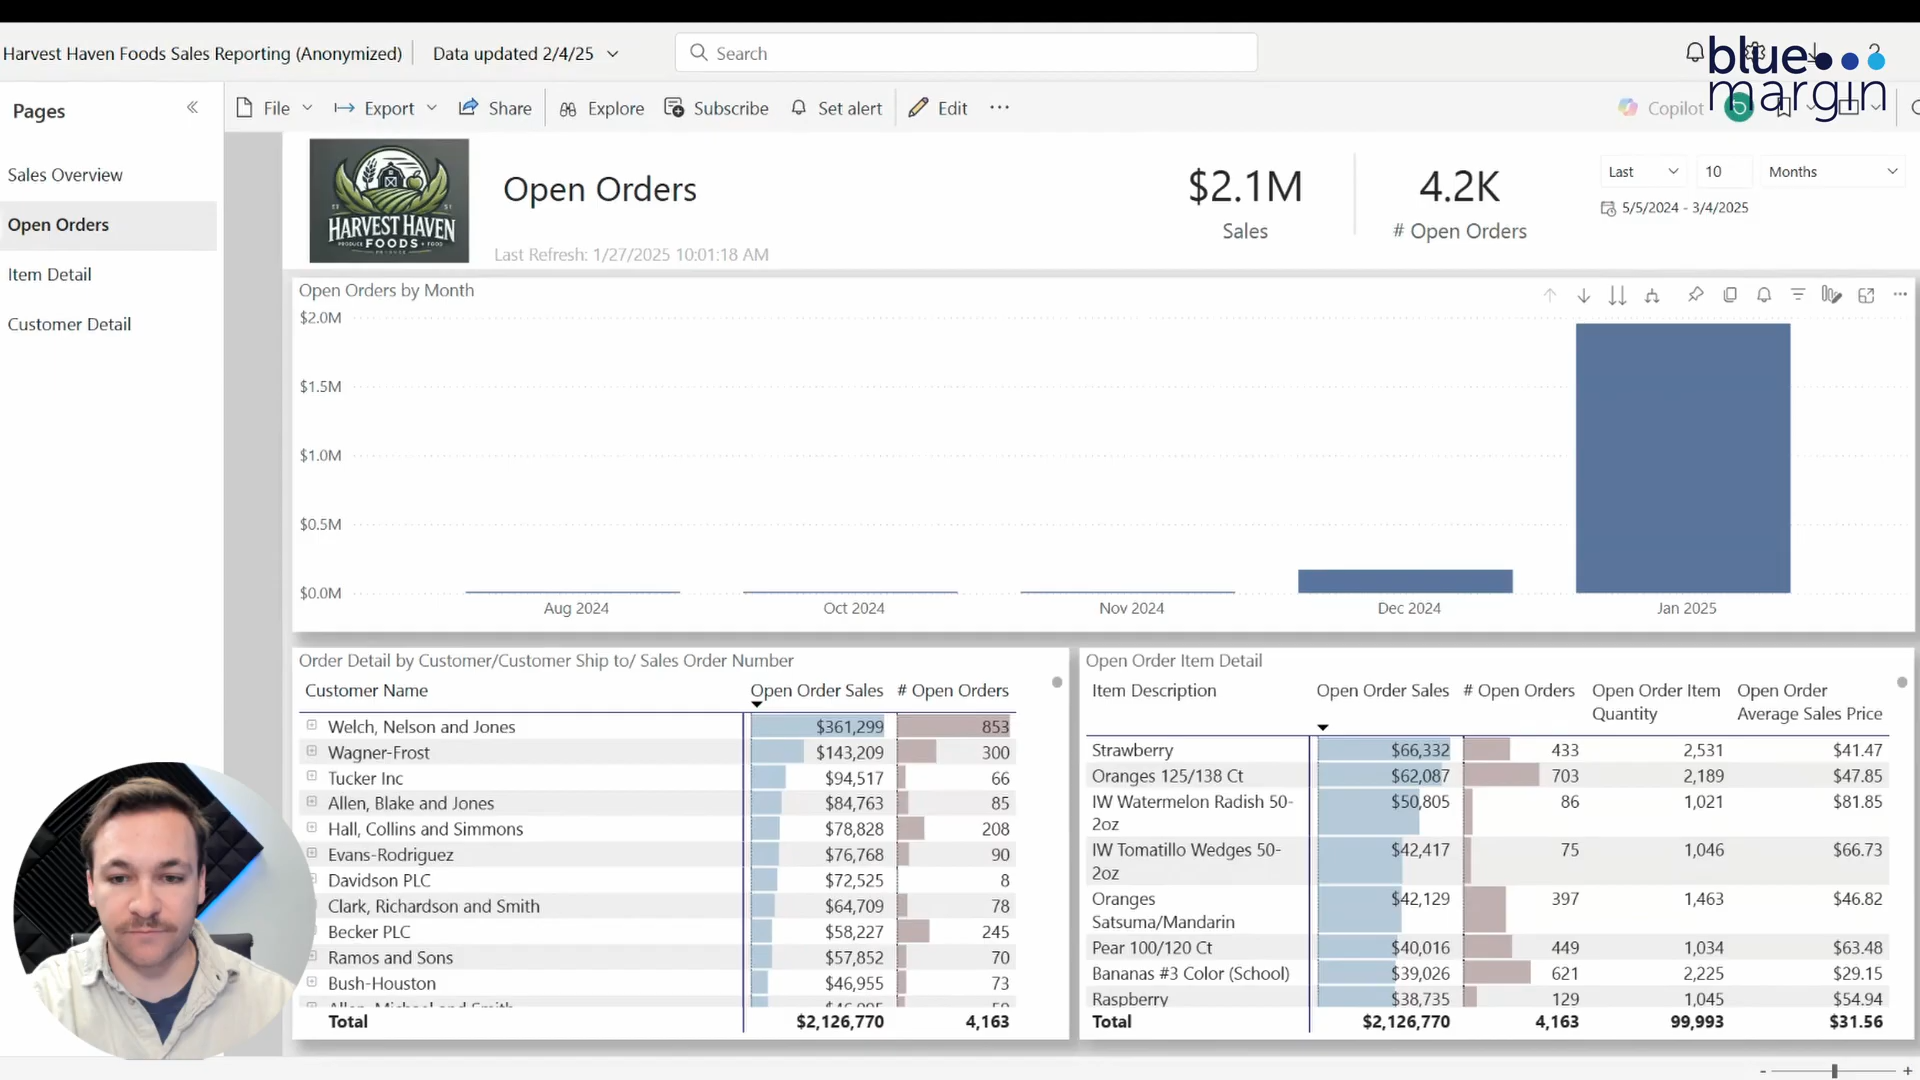 Harvest Haven Foods Sales Reporting (Anonymized)
Data updated 2/4/25
Search
blue margin
Pages
File
Export
Share
Explore
Subscribe
Set alert
Edit
Copilot
Sales Overview
Open Orders
Item Detail
Customer Detail
HARVEST HAVEN
FOODS
Open Orders
Last Refresh: 1/27/2025 10:01:18 AM
$2.1M
Sales
4.2K
# Open Orders
Last
10
Months
5/5/2024 - 3/4/2025
Open Orders by Month
$2.0M
$1.5M
$1.0M
$0.5M
$0.0M
Aug 2024
Oct 2024
Nov 2024
Dec 2024
Jan 2025
Order Detail by Customer/Customer Ship to/ Sales Order Number
Customer Name Open Order Sales # Open Orders
Welch, Nelson and Jones $361,299 853
Wagner-Frost $143,209 300
Tucker Inc $94,517 66
Allen, Blake and Jones $84,763 85
Hall, Collins and Simmons $78,828 208
Evans-Rodriguez $76,768 90
Davidson PLC $72,525 8
Clark, Richardson and Smith $64,709 78
Becker PLC $58,227 245
Ramos and Sons $57,852 70
Bush-Houston $46,955 73
Total $2,126,770 4,163
Open Order Item Detail
Item Description Open Order Sales # Open Orders Open Order Item Open Order
Quantity Average Sales Price
Strawberry $66,332 433 2,531 $41.47
Oranges 125/138 Ct $62,087 703 2,189 $47.85
IW Watermelon Radish 50- $50,805 86 1,021 $81.85
2oz
IW Tomatillo Wedges 50- $42,417 75 1,046 $66.73
2oz
Oranges $42,129 397 1,463 $46.82
Satsuma/Mandarin
Pear 100/120 Ct $40,016 449 1,034 $63.48
Bananas #3 Color (School) $39,026 621 2,225 $29.15
Raspberry $38,735 129 1,045 $54.94
Total $2,126,770 4,163 99,993 $31.56